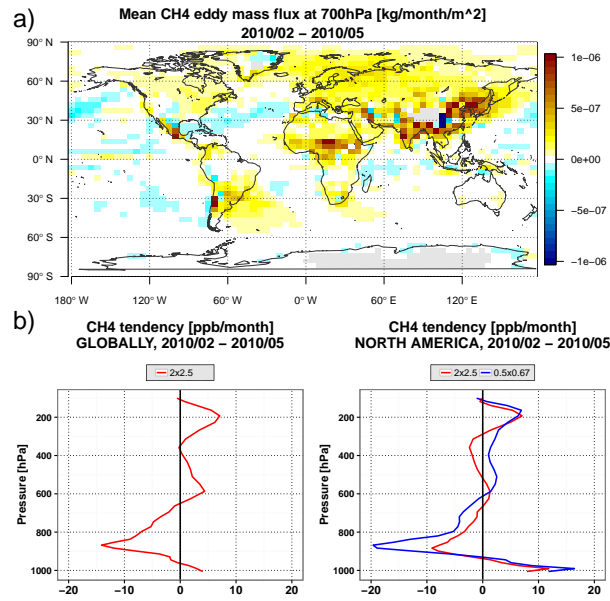 a)
Mean CH4 eddy mass flux at 700hPa [kg/month/m^2]
2010/02 − 2010/05
90° N
60° N
30° N
0° N
30° S
60° S
90° S
180° W
120° W
60° W
0° W
60° E
120° E
1e−06
5e−07
0e+00
−5e−07
−1e−06
b)
CH4 tendency [ppb/month]
GLOBALLY, 2010/02 − 2010/05
2x2.5
Pressure [hPa]
200
400
600
800
1000
−20
−10
0
10
20
CH4 tendency [ppb/month]
NORTH AMERICA, 2010/02 − 2010/05
2x2.5
0.5x0.67
Pressure [hPa]
200
400
600
800
1000
−20
−10
0
10
20